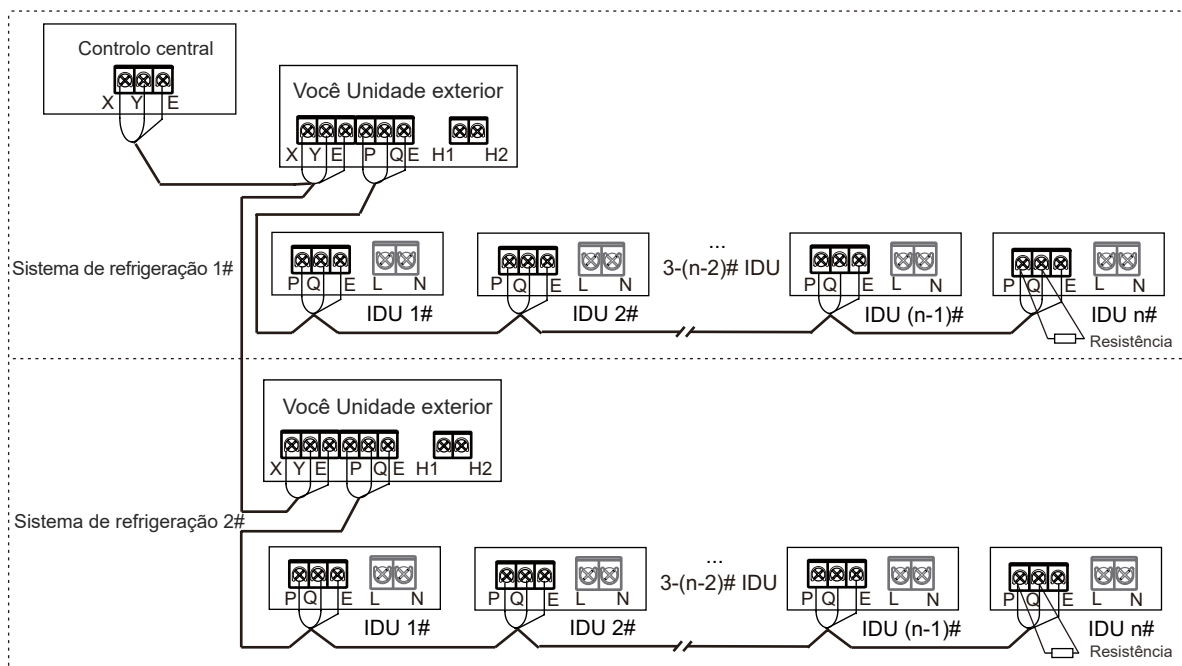 Controlo central
X Y E
Você Unidade exterior
X Y E P Q E H1 H2
Sistema de refrigeração 1#
P Q E L N
IDU 1#
P Q E L N
IDU 2#
...
3-(n-2)# IDU
P Q E L N
IDU (n-1)#
P Q E L N
IDU n#
Resistência
Você Unidade exterior
X Y E P Q E H1 H2
Sistema de refrigeração 2#
P Q E L N
IDU 1#
P Q E L N
IDU 2#
...
3-(n-2)# IDU
P Q E L N
IDU (n-1)#
P Q E L N
IDU n#
Resistência